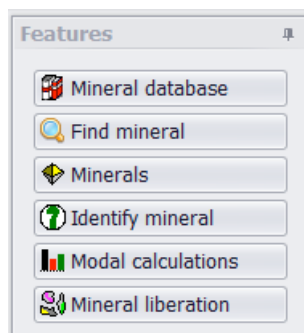 Features
Mineral database
Find mineral
Minerals
Identify mineral
Modal calculations
Mineral liberation